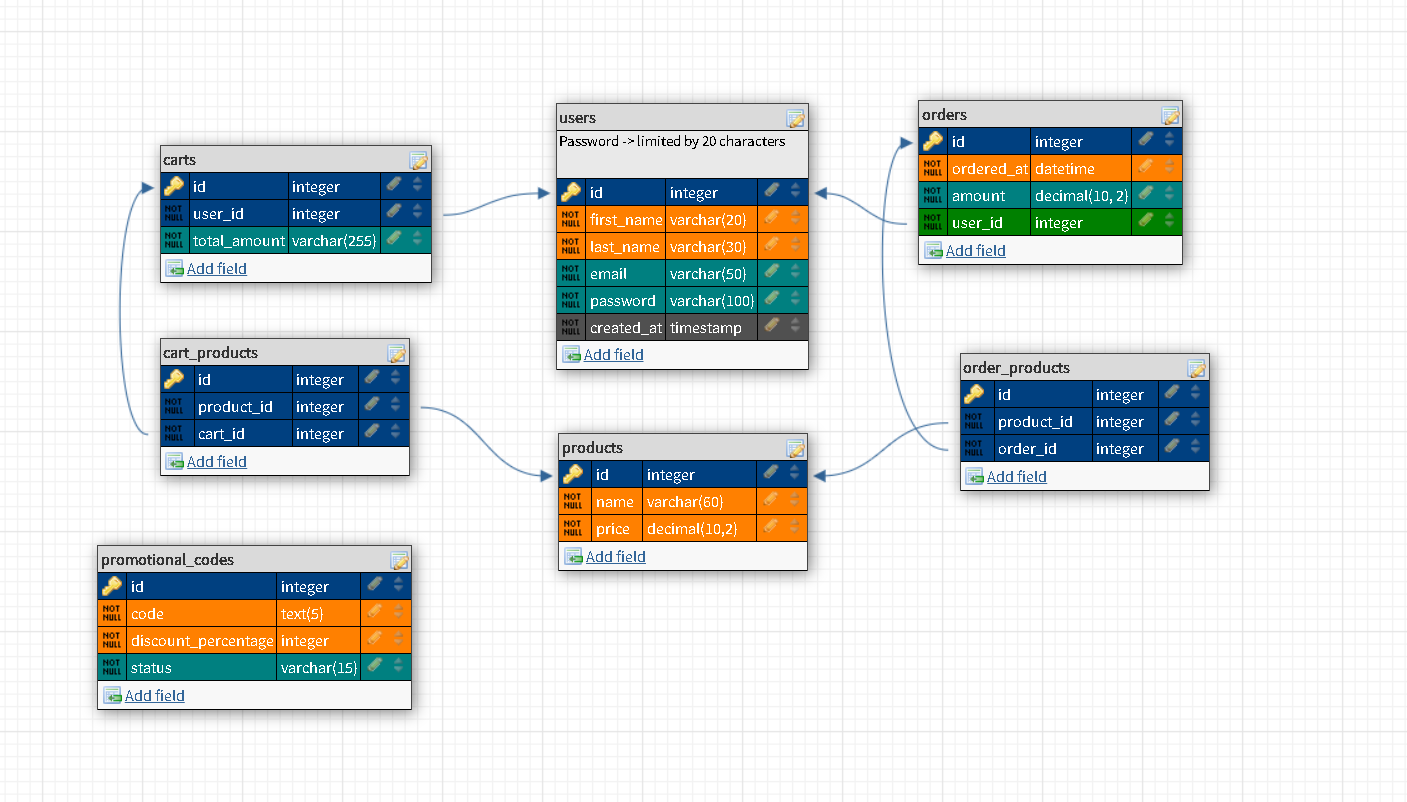 carts
id integer
NOT NULL user_id integer
NOT NULL total_amount varchar(255)
Add field
users
Password -> limited by 20 characters
id integer
NOT NULL first_name varchar(20)
NOT NULL last_name varchar(30)
NOT NULL email varchar(50)
NOT NULL password varchar(100)
NOT NULL created_at timestamp
Add field
orders
id integer
NOT NULL ordered_at datetime
NOT NULL amount decimal(10, 2)
NOT NULL user_id integer
Add field
cart_products
id integer
NOT NULL product_id integer
NOT NULL cart_id integer
Add field
products
id integer
NOT NULL name varchar(60)
NOT NULL price decimal(10,2)
Add field
order_products
id integer
NOT NULL product_id integer
NOT NULL order_id integer
Add field
promotional_codes
id integer
NOT NULL code text(5)
NOT NULL discount_percentage integer
NOT NULL status varchar(15)
Add field